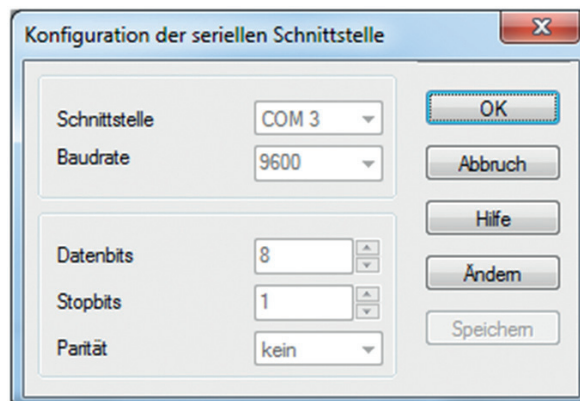 Konfiguration der seriellen Schnittstelle
Schnittstelle COM 3
Baudrate 9600
Datenbits 8
Stopbits 1
Parität kein
OK
Abbruch
Hilfe
Ändern
Speichern